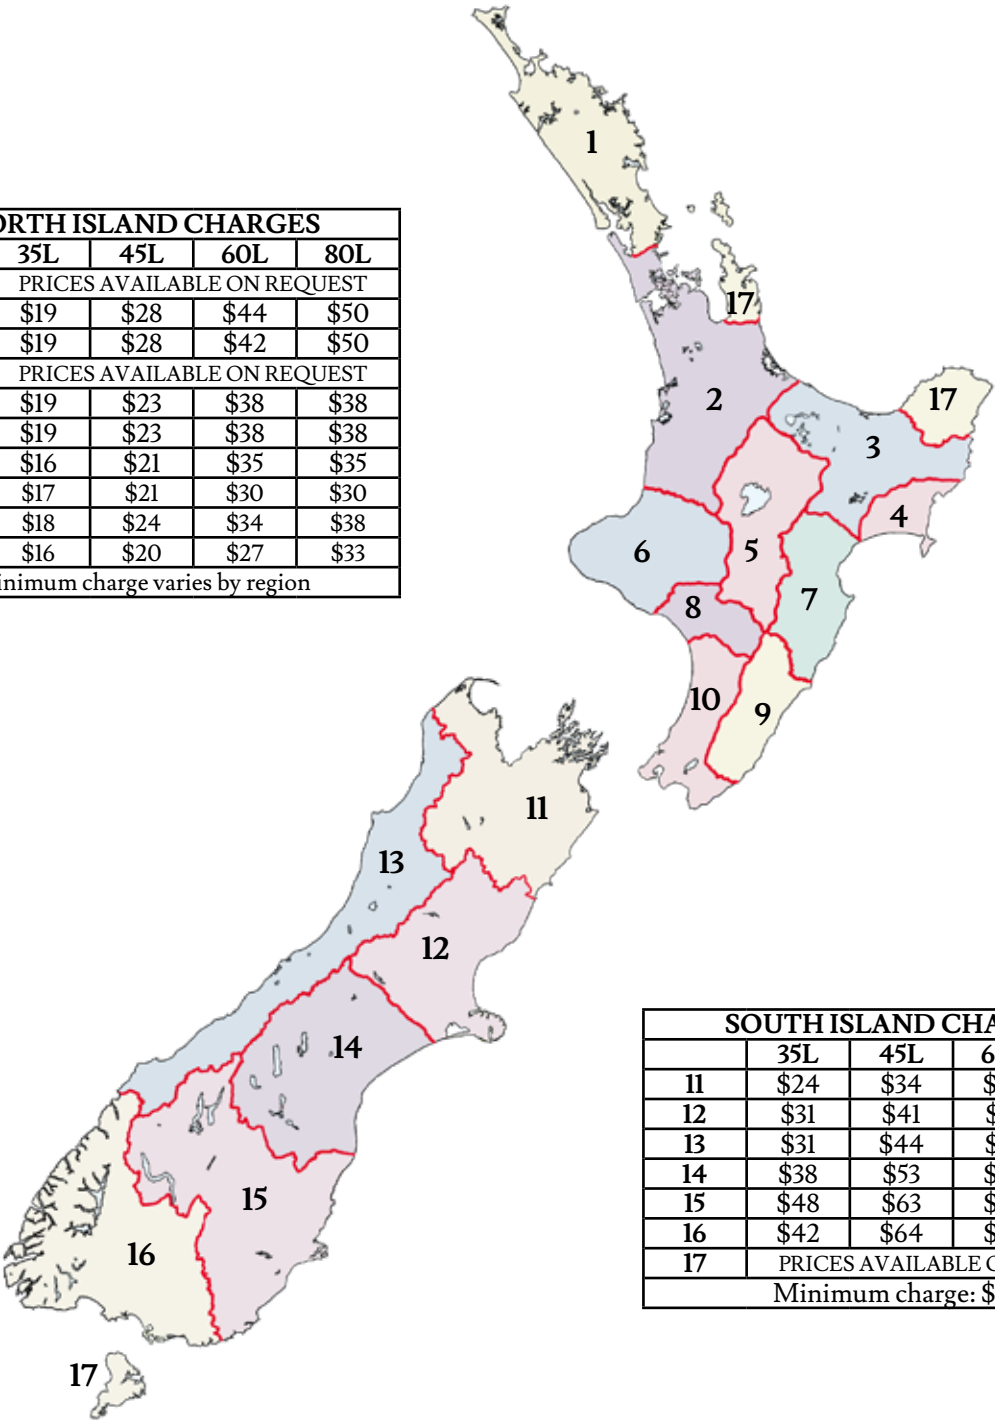 1
17
2
17
3
4
5
6
7
8
9
10
ORTH ISLAND CHARGES
35L 45L 60L 80L
PRICES AVAILABLE ON REQUEST
$19 $28 $44 $50
$19 $28 $42 $50
PRICES AVAILABLE ON REQUEST
$19 $23 $38 $38
$19 $23 $38 $38
$16 $21 $35 $35
$17 $21 $30 $30
$18 $24 $34 $38
$16 $20 $27 $33
inimum charge varies by region
11
13
12
14
15
16
17
SOUTH ISLAND CHA
35L 45L 6
11 $24 $34 $
12 $31 $41 $
13 $31 $44 $
14 $38 $53 $
15 $48 $63 $
16 $42 $64 $
17 PRICES AVAILABLE
Minimum charge: $